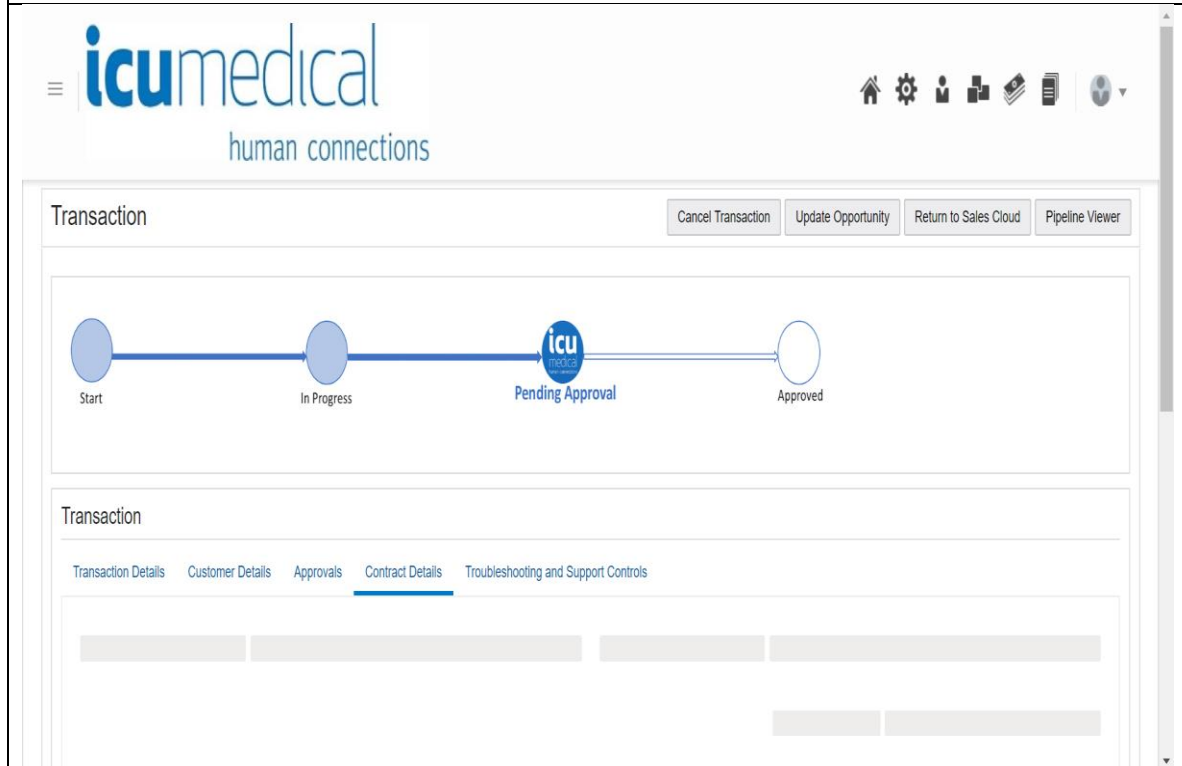 icumedical
human connections
Transaction
Cancel Transaction Update Opportunity Return to Sales Cloud Pipeline Viewer
icu
medical
Start In Progress Pending Approval Approved
Transaction
Transaction Details Customer Details Approvals Contract Details Troubleshooting and Support Controls